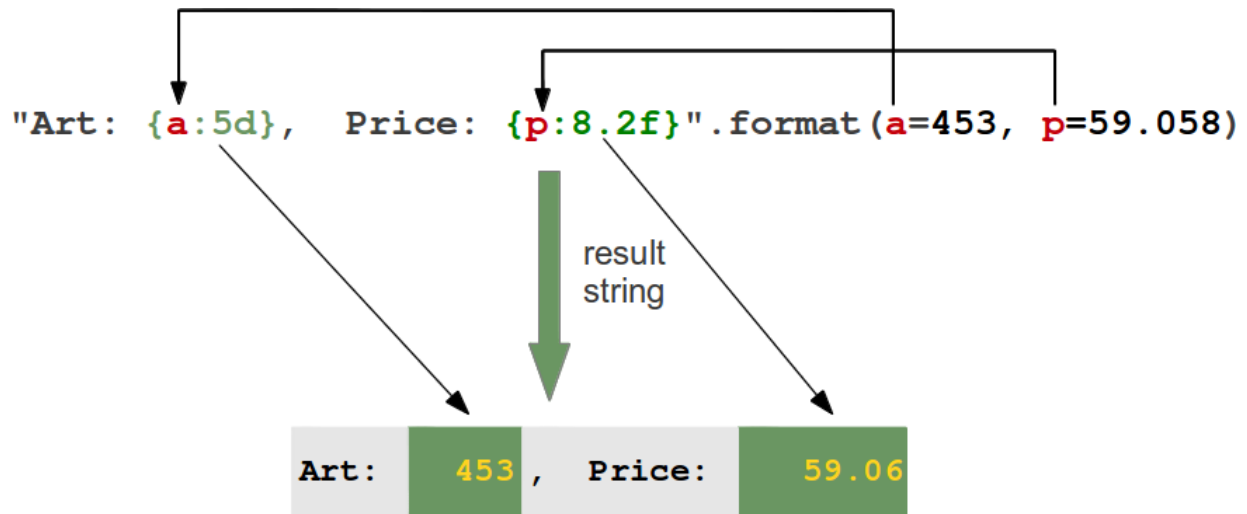 "Art: {a:5d},  Price: {p:8.2f}".format(a=453, p=59.058)
result
string
Art:   453,  Price:    59.06